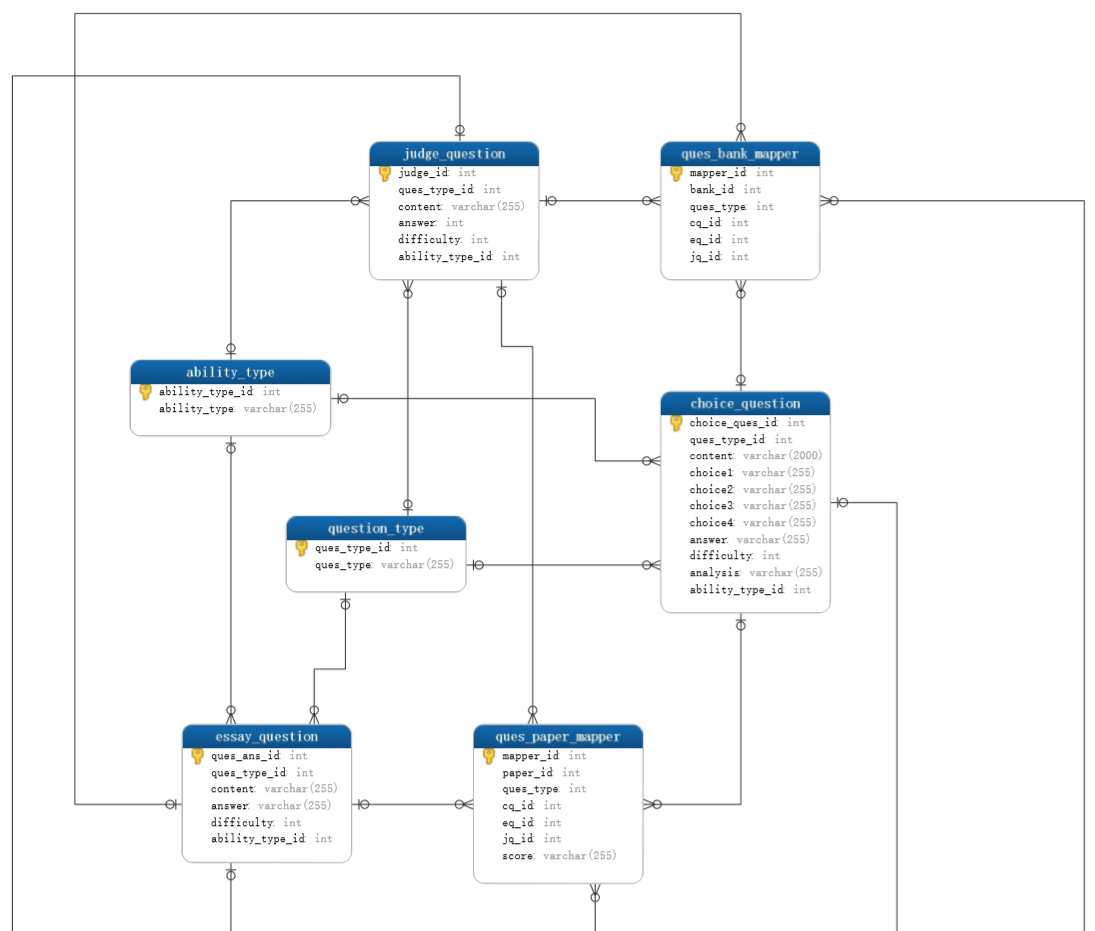 judge_question
judge_id: int
ques_type_id: int
content: varchar(255)
answer: int
difficulty: int
ability_type_id: int
ques_bank_mapper
mapper_id: int
bank_id: int
ques_type: int
cq_id: int
eq_id: int
jq_id: int
ability_type
ability_type_id: int
ability_type: varchar(255)
choice_question
choice_ques_id: int
ques_type_id: int
content: varchar(2000)
choice1: varchar(255)
choice2: varchar(255)
choice3: varchar(255)
choice4: varchar(255)
answer: varchar(255)
difficulty: int
analysis: varchar(255)
ability_type_id: int
question_type
ques_type_id: int
ques_type: varchar(255)
essay_question
ques_ans_id: int
ques_type_id: int
content: varchar(255)
answer: varchar(255)
difficulty: int
ability_type_id: int
ques_paper_mapper
mapper_id: int
paper_id: int
ques_type: int
cq_id: int
eq_id: int
jq_id: int
score: varchar(255)